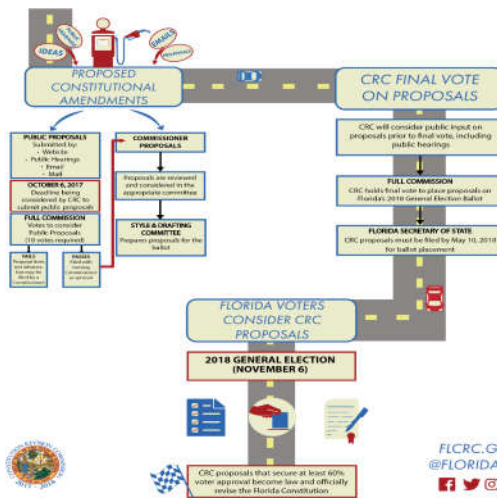 IDEAS
PUBLIC
EMAILS
PROPOSALS
PROPOSED
CONSTITUTIONAL
AMENDMENTS
PUBLIC PROPOSALS
Submitted by:
- Website
- Public Hearings
- Email
- Mail
OCTOBER 6, 2017
Deadline being
considered by CRC to
submit public proposals
FULL COMMISSION
Votes to consider
Public Proposals
(10 votes required)
FAILS
PASSES
COMMISSIONER
PROPOSALS
Proposals are reviewed
and considered in the
appropriate committee
STYLE & DRAFTING
COMMITTEE
Prepares proposals for the
ballot
CRC FINAL VOTE
ON PROPOSALS
CRC will consider public input on
proposals prior to final vote, including
public hearings
FULL COMMISSION
CRC holds final vote to place proposals on
Florida's 2018 General Election Ballot
FLORIDA SECRETARY OF STATE
CRC proposals must be filed by May 10, 2018
for ballot placement
FLORIDA VOTERS
CONSIDER CRC
PROPOSALS
2018 GENERAL ELECTION
(NOVEMBER 6)
CRC proposals that secure at least 60%
voter approval become law and officially
revise the Florida Constitution
FLCRC.G
@FLORIDA